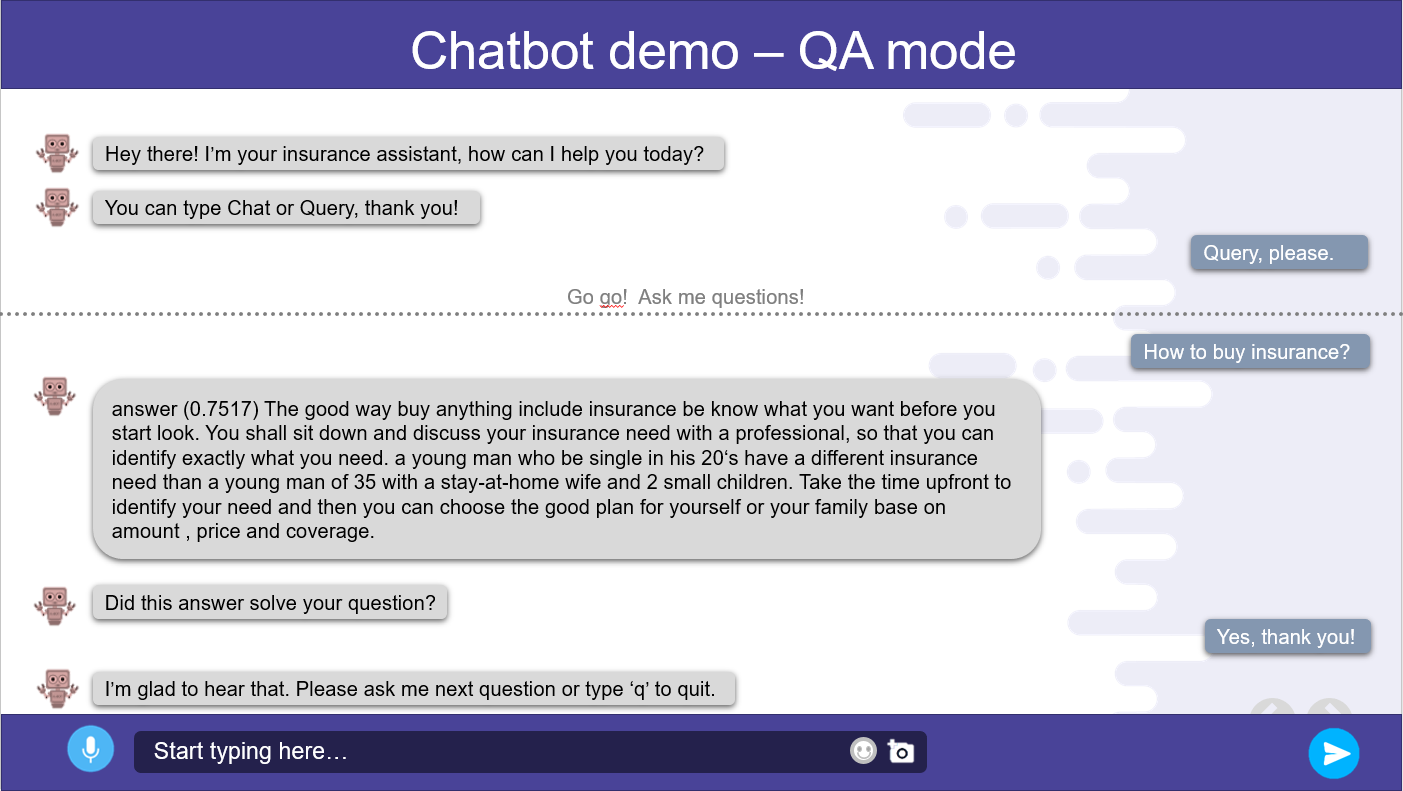 Chatbot demo – QA mode
Hey there! I’m your insurance assistant, how can I help you today?
You can type Chat or Query, thank you!
Query, please.
Go go!  Ask me questions!
How to buy insurance?
answer (0.7517) The good way buy anything include insurance be know what you want before you
start look. You shall sit down and discuss your insurance need with a professional, so that you can
identify exactly what you need. a young man who be single in his 20‘s have a different insurance
need than a young man of 35 with a stay-at-home wife and 2 small children. Take the time upfront to
identify your need and then you can choose the good plan for yourself or your family base on
amount , price and coverage.
Did this answer solve your question?
Yes, thank you!
I’m glad to hear that. Please ask me next question or type ‘q’ to quit.
Start typing here…